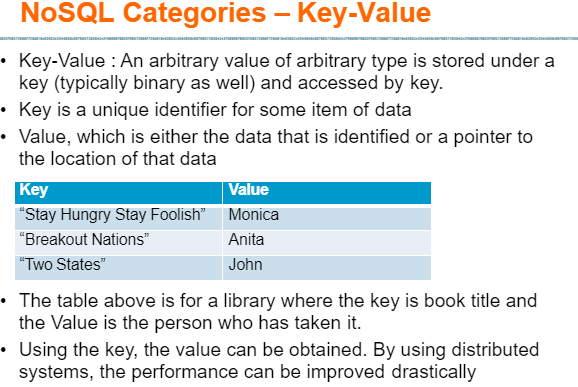 NoSQL Categories – Key-Value
• Key-Value : An arbitrary value of arbitrary type is stored under a
key (typically binary as well) and accessed by key.
• Key is a unique identifier for some item of data
• Value, which is either the data that is identified or a pointer to
the location of that data
Key Value
“Stay Hungry Stay Foolish” Monica
“Breakout Nations” Anita
“Two States” John
• The table above is for a library where the key is book title and
the Value is the person who has taken it.
• Using the key, the value can be obtained. By using distributed
systems, the performance can be improved drastically